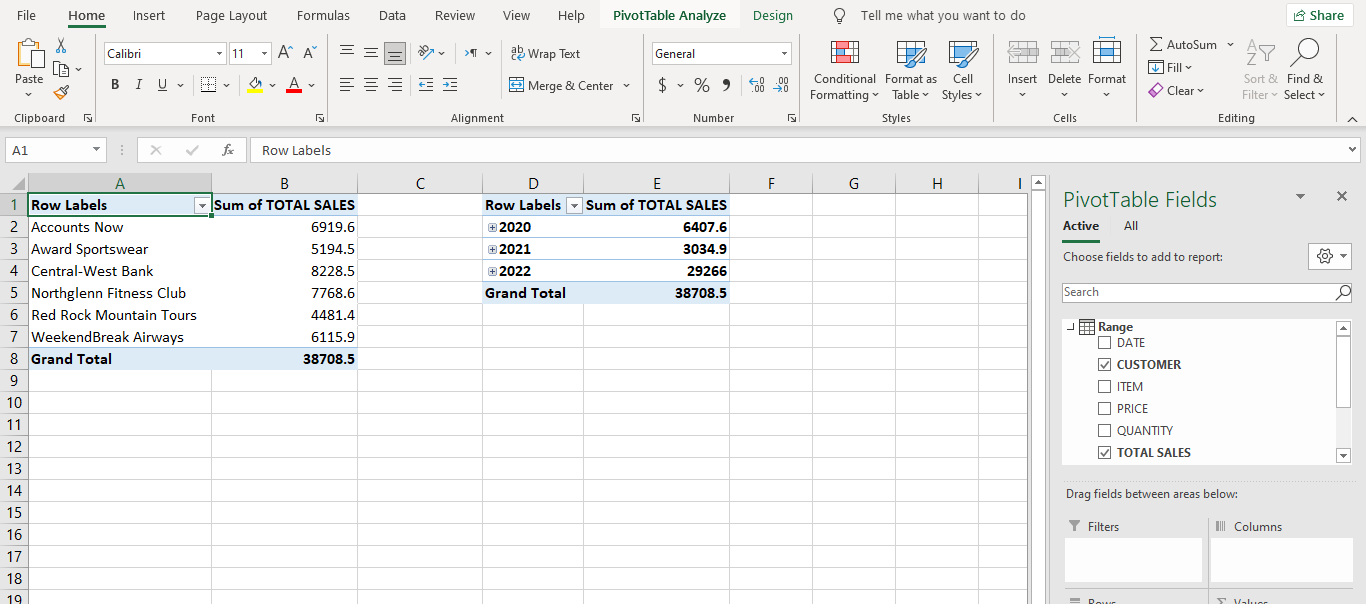 File Home Insert Page Layout Formulas Data Review View Help PivotTable Analyze Design Tell me what you want to do Share
Calibri 11 A A Wrap Text General AutoSum
Paste B I U A Merge & Center $ % Conditional Formatting Format as Table Cell Styles Insert Delete Format Fill Clear Sort & Filter Find & Select
Clipboard Font Alignment Number Styles Cells Editing
A1 fx Row Labels
A B C D E F G H I
1 Row Labels Sum of TOTAL SALES Row Labels Sum of TOTAL SALES
2 Accounts Now 6919.6 2020 6407.6
3 Award Sportswear 5194.5 2021 3034.9
4 Central-West Bank 8228.5 2022 29266
5 Northglenn Fitness Club 7768.6 Grand Total 38708.5
6 Red Rock Mountain Tours 4481.4
7 WeekendBreak Airways 6115.9
8 Grand Total 38708.5
9
10
11
12
13
14
15
16
17
18
19
PivotTable Fields
Active All
Choose fields to add to report:
Search
Range
DATE
CUSTOMER
ITEM
PRICE
QUANTITY
TOTAL SALES
Drag fields between areas below:
Filters Columns
Rows Values